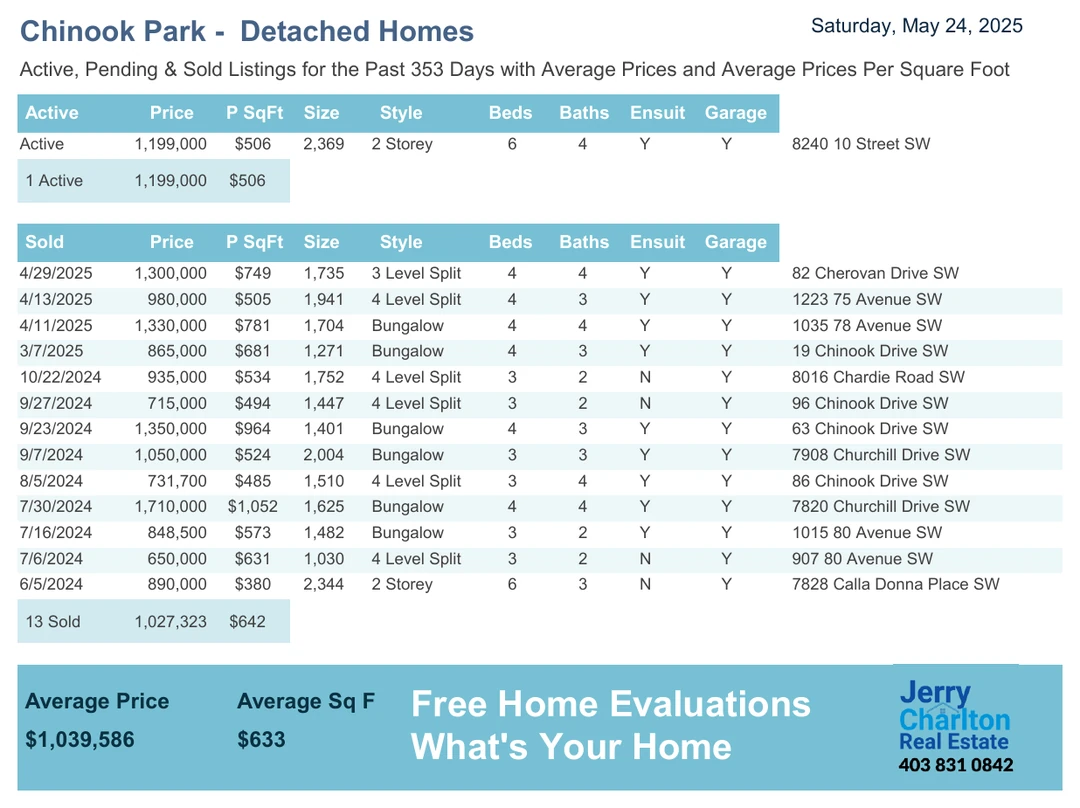 Chinook Park - Detached Homes
Saturday, May 24, 2025
Active, Pending & Sold Listings for the Past 353 Days with Average Prices and Average Prices Per Square Foot
Active Price P SqFt Size Style Beds Baths Ensuit Garage
Active 1,199,000 $506 2,369 2 Storey 6 4 Y Y 8240 10 Street SW
1 Active 1,199,000 $506
Sold Price P SqFt Size Style Beds Baths Ensuit Garage
4/29/2025 1,300,000 $749 1,735 3 Level Split 4 4 Y Y 82 Cherovan Drive SW
4/13/2025 980,000 $505 1,941 4 Level Split 4 3 Y Y 1223 75 Avenue SW
4/11/2025 1,330,000 $781 1,704 Bungalow 4 4 Y Y 1035 78 Avenue SW
3/7/2025 865,000 $681 1,271 Bungalow 4 3 Y Y 19 Chinook Drive SW
10/22/2024 935,000 $534 1,752 4 Level Split 3 2 N Y 8016 Chardie Road SW
9/27/2024 715,000 $494 1,447 4 Level Split 3 2 N Y 96 Chinook Drive SW
9/23/2024 1,350,000 $964 1,401 Bungalow 4 3 Y Y 63 Chinook Drive SW
9/7/2024 1,050,000 $524 2,004 Bungalow 3 3 Y Y 7908 Churchill Drive SW
8/5/2024 731,700 $485 1,510 4 Level Split 3 4 Y Y 86 Chinook Drive SW
7/30/2024 1,710,000 $1,052 1,625 Bungalow 4 4 Y Y 7820 Churchill Drive SW
7/16/2024 848,500 $573 1,482 Bungalow 3 2 Y Y 1015 80 Avenue SW
7/6/2024 650,000 $631 1,030 4 Level Split 3 2 N Y 907 80 Avenue SW
6/5/2024 890,000 $380 2,344 2 Storey 6 3 N Y 7828 Calla Donna Place SW
13 Sold 1,027,323 $642
Average Price Average Sq F
$1,039,586 $633
Free Home Evaluations
What's Your Home
Jerry
Charlton
Real Estate
403 831 0842